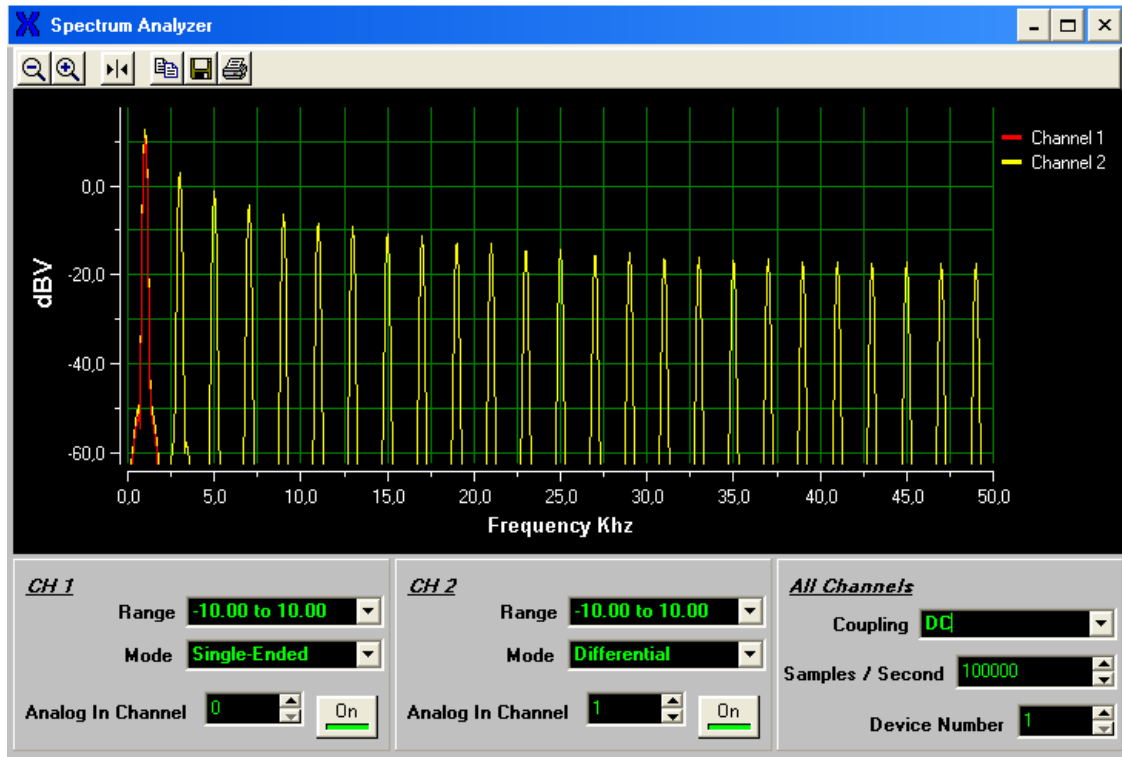 Spectrum Analyzer
Channel 1
Channel 2
0,0
-20,0
-40,0
-60,0
dBV
0,0 5,0 10,0 15,0 20,0 25,0 30,0 35,0 40,0 45,0 50,0
Frequency Khz
CH 1
Range -10.00 to 10.00
Mode Single-Ended
Analog In Channel 0 On
CH 2
Range -10.00 to 10.00
Mode Differential
Analog In Channel 1 On
All Channels
Coupling DC
Samples / Second 100000
Device Number 1